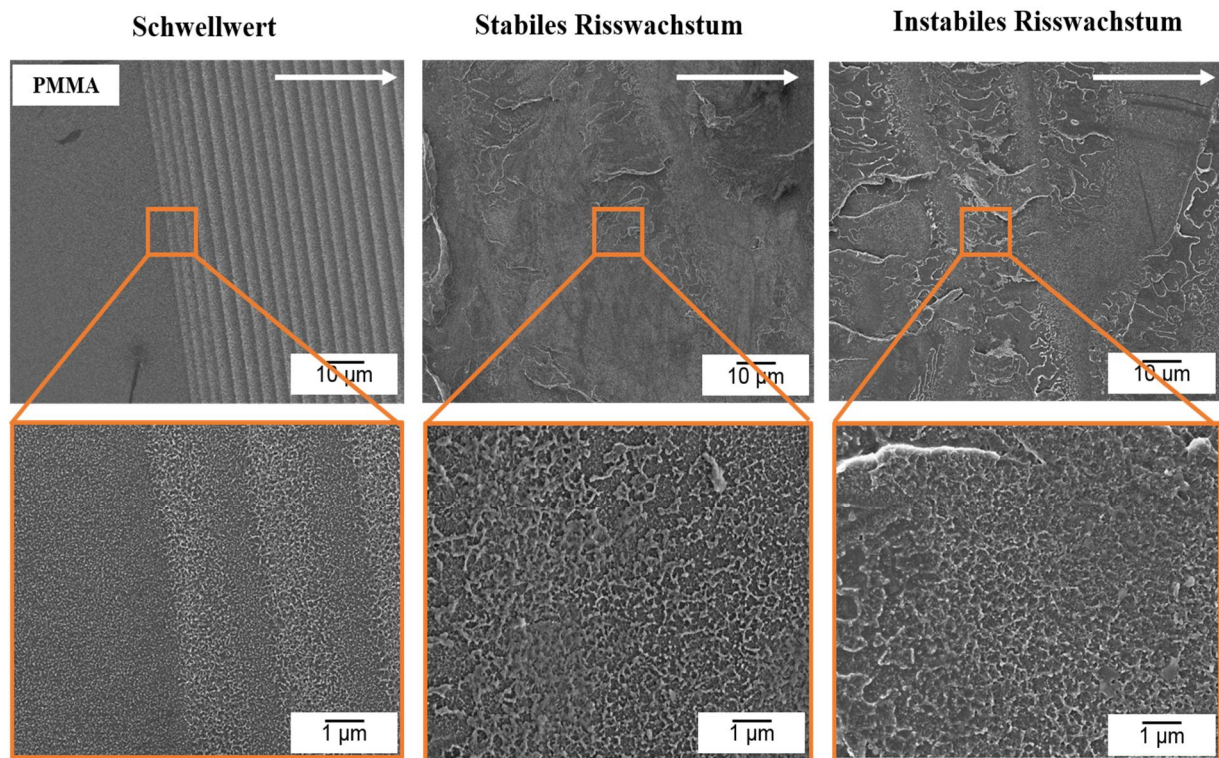 Schwellwert
Stabiles Risswachstum
Instabiles Risswachstum
PMMA
10 µm
10 µm
10 µm
1 µm
1 µm
1 µm